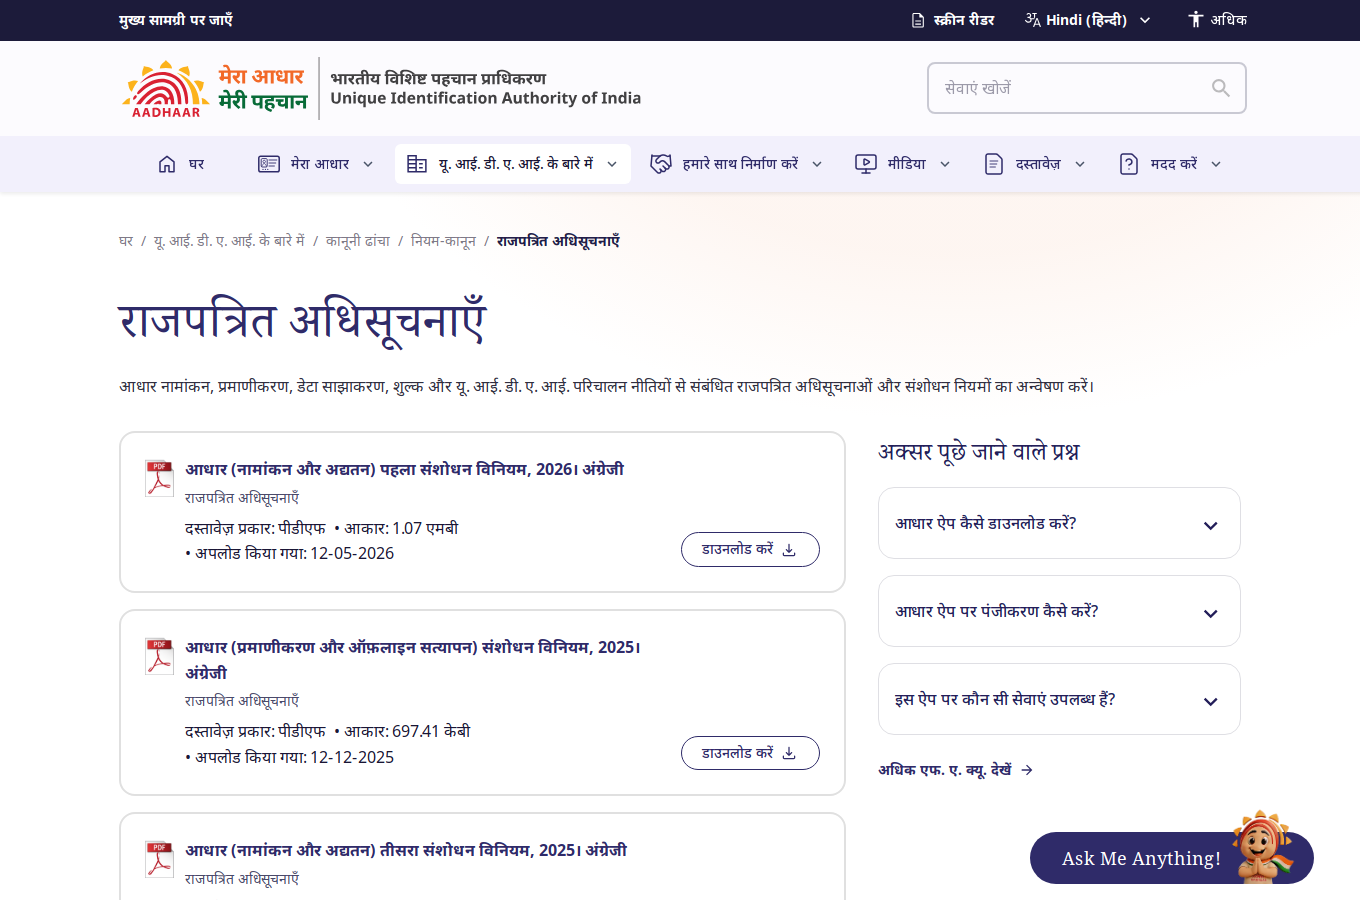 मुख्य सामग्री पर जाएँ
स्क्रीन रीडर
Hindi (हिन्दी)
अधिक
AADHAAR
मेरा आधार
मेरी पहचान
भारतीय विशिष्ट पहचान प्राधिकरण
Unique Identification Authority of India
सेवाएं खोजें
घर
मेरा आधार
यू. आई. डी. ए. आई. के बारे में
हमारे साथ निर्माण करें
मीडिया
दस्तावेज़
मदद करें
घर / यू. आई. डी. ए. आई. के बारे में / कानूनी ढांचा / नियम-कानून / राजपत्रित अधिसूचनाएँ
राजपत्रित अधिसूचनाएँ
आधार नामांकन, प्रमाणीकरण, डेटा साझाकरण, शुल्क और यू. आई. डी. ए. आई. परिचालन नीतियों से संबंधित राजपत्रित अधिसूचनाओं और संशोधन नियमों का अन्वेषण करें।
PDF
आधार (नामांकन और अद्यतन) पहला संशोधन विनियम, 2026। अंग्रेजी
राजपत्रित अधिसूचनाएँ
दस्तावेज़ प्रकार: पीडीएफ • आकार: 1.07 एमबी
• अपलोड किया गया: 12-05-2026
डाउनलोड करें
PDF
आधार (प्रमाणीकरण और ऑफ़लाइन सत्यापन) संशोधन विनियम, 2025।
अंग्रेजी
राजपत्रित अधिसूचनाएँ
दस्तावेज़ प्रकार: पीडीएफ • आकार: 697.41 केबी
• अपलोड किया गया: 12-12-2025
डाउनलोड करें
PDF
आधार (नामांकन और अद्यतन) तीसरा संशोधन विनियम, 2025। अंग्रेजी
राजपत्रित अधिसूचनाएँ
अक्सर पूछे जाने वाले प्रश्न
आधार ऐप कैसे डाउनलोड करें?
आधार ऐप पर पंजीकरण कैसे करें?
इस ऐप पर कौन सी सेवाएं उपलब्ध हैं?
अधिक एफ. ए. क्यू. देखें
Ask Me Anything!